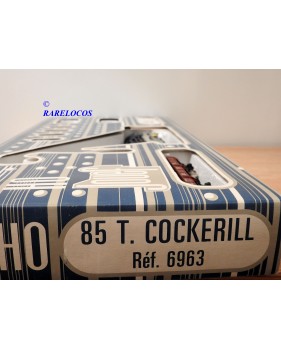 ©
RARELOCOS
HO
85 T. COCKERILL
Réf. 6963